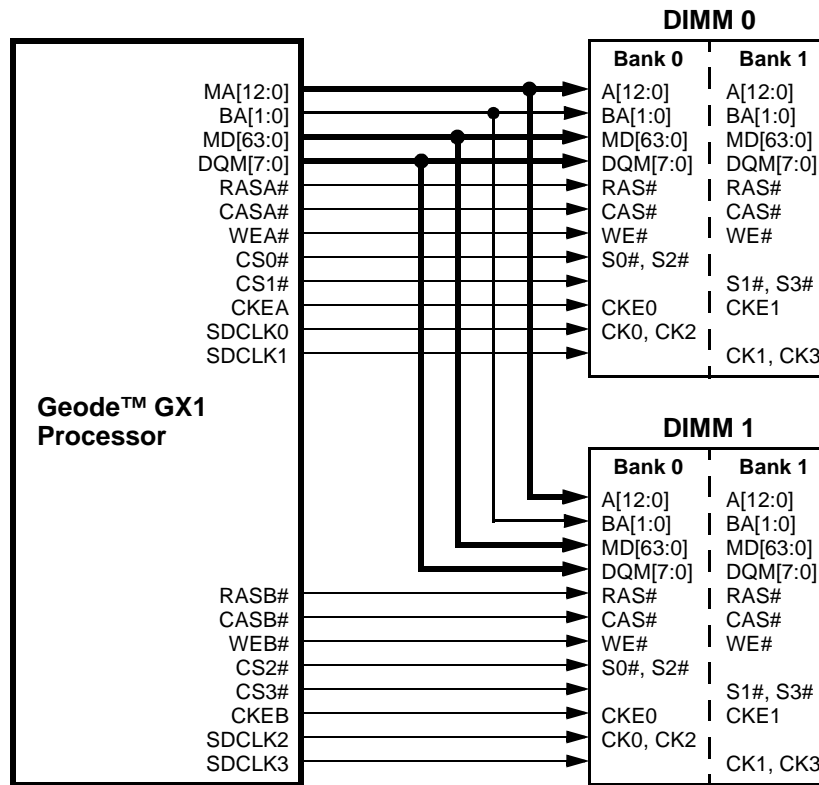 DIMM 0
Bank 0 Bank 1
MA[12:0] A[12:0] A[12:0]
BA[1:0] BA[1:0] BA[1:0]
MD[63:0] MD[63:0] MD[63:0]
DQM[7:0] DQM[7:0] DQM[7:0]
RASA# RAS# RAS#
CASA# CAS# CAS#
WEA# WE# WE#
CS0# S0#, S2#
CS1# S1#, S3#
CKEA CKE0 CKE1
SDCLK0 CK0, CK2
SDCLK1 CK1, CK3
Geode™ GX1
Processor
DIMM 1
Bank 0 Bank 1
A[12:0] A[12:0]
BA[1:0] BA[1:0]
MD[63:0] MD[63:0]
DQM[7:0] DQM[7:0]
RASB# RAS# RAS#
CASB# CAS# CAS#
WEB# WE# WE#
CS2# S0#, S2#
CS3# S1#, S3#
CKEB CKE0 CKE1
SDCLK2 CK0, CK2
SDCLK3 CK1, CK3